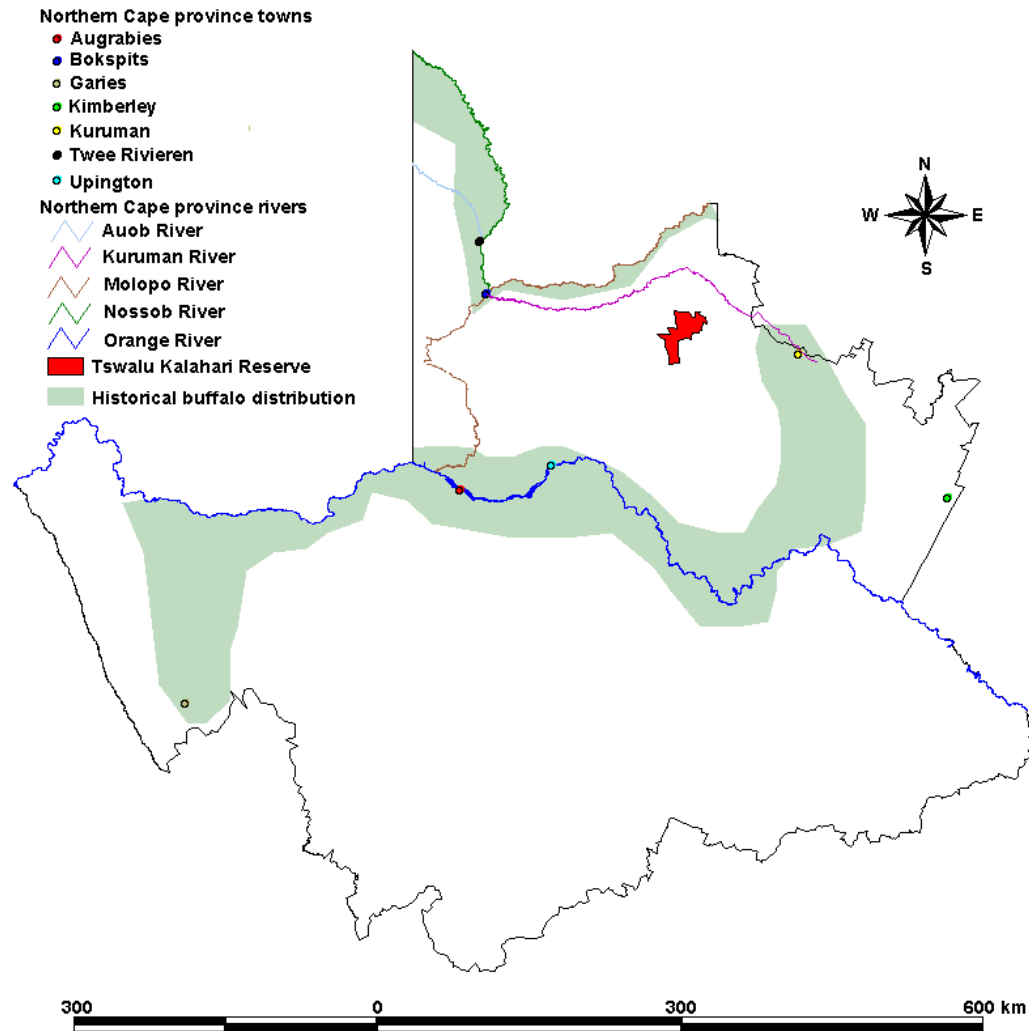 Northern Cape province towns
Augrabies
Bokspits
Garies
Kimberley
Kuruman
Twee Rivieren
Upington
Northern Cape province rivers
Auob River
Kuruman River
Molopo River
Nossob River
Orange River
Tswalu Kalahari Reserve
Historical buffalo distribution
N
W E
S
300 0 300 600 km